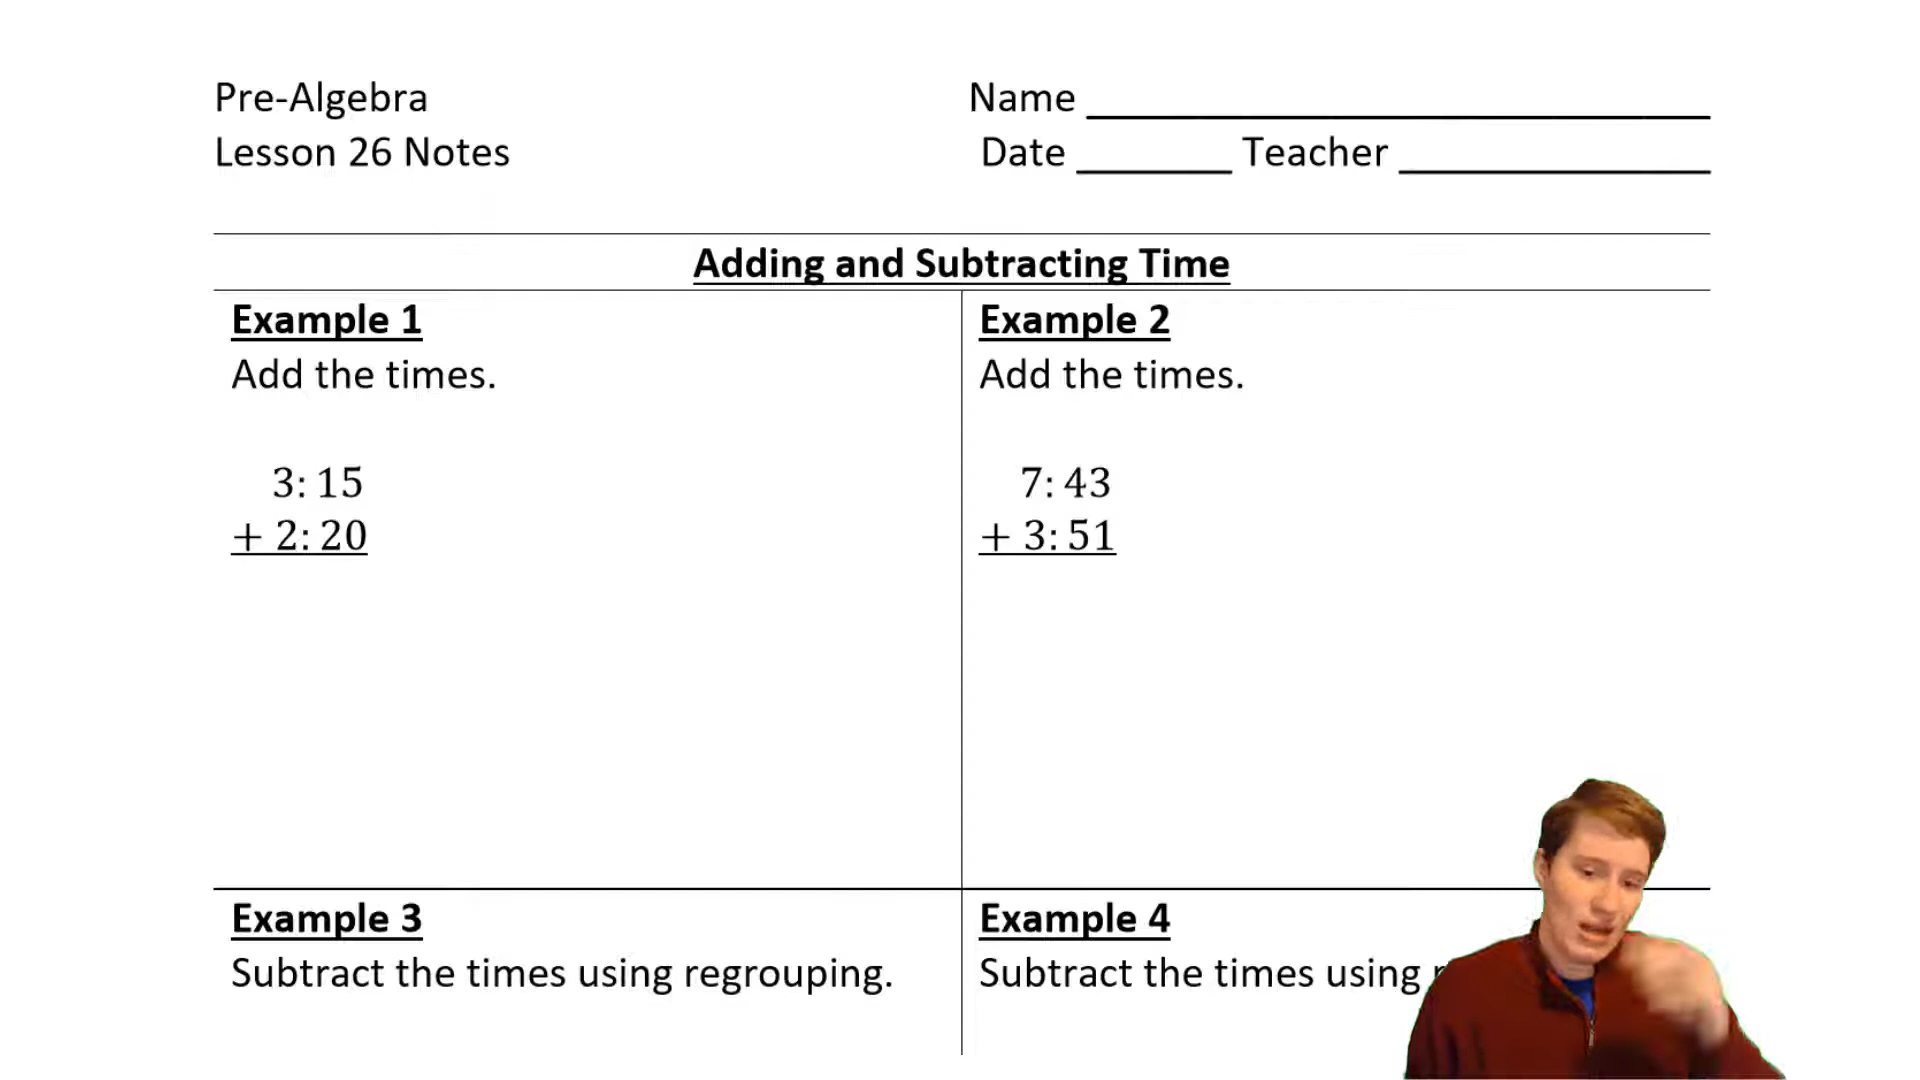 Pre-Algebra
Name
Lesson 26 Notes
Date Teacher
Adding and Subtracting Time
Example 1
Add the times.
3: 15
+ 2: 20
Example 2
Add the times.
7: 43
+ 3: 51
Example 3
Subtract the times using regrouping.
Example 4
Subtract the times using